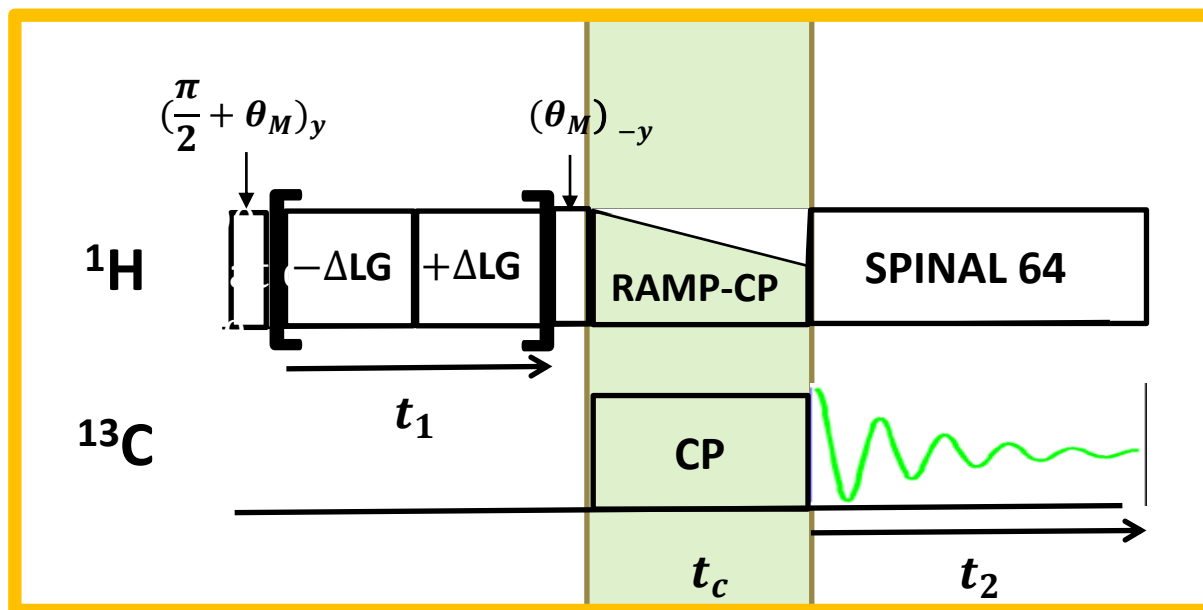 (π/2 + θ_M)_y
(θ_M)_{-y}
¹H
−ΔLG
+ΔLG
RAMP-CP
SPINAL 64
t₁
¹³C
CP
t_c
t₂